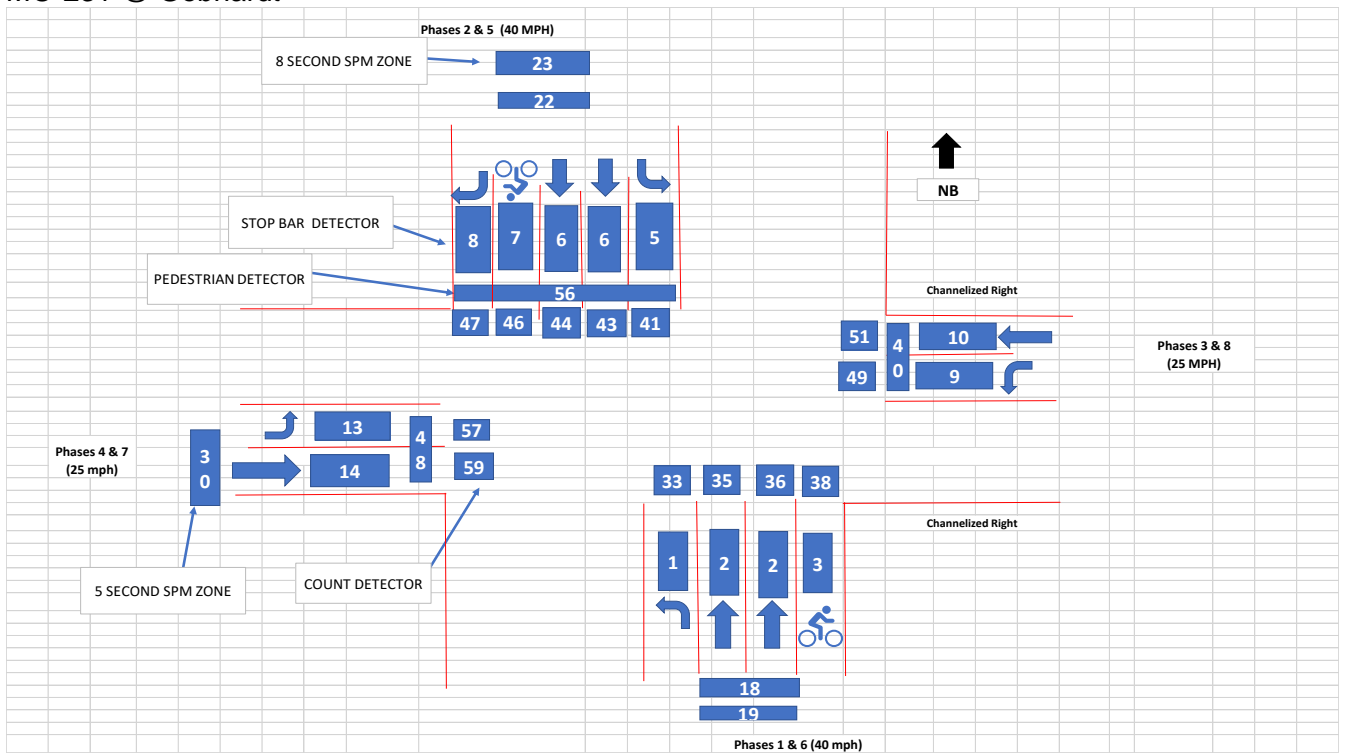 Phases 2 & 5 (40 MPH)
8 SECOND SPM ZONE
23
22
NB
STOP BAR DETECTOR
8
7
6
6
5
PEDESTRIAN DETECTOR
56
47
46
44
43
41
Channelized Right
51
4
0
10
49
9
Phases 3 & 8
(25 MPH)
Phases 4 & 7
(25 mph)
3
0
13
14
4
8
57
59
33
35
36
38
Channelized Right
1
2
2
3
5 SECOND SPM ZONE
COUNT DETECTOR
18
19
Phases 1 & 6 (40 mph)